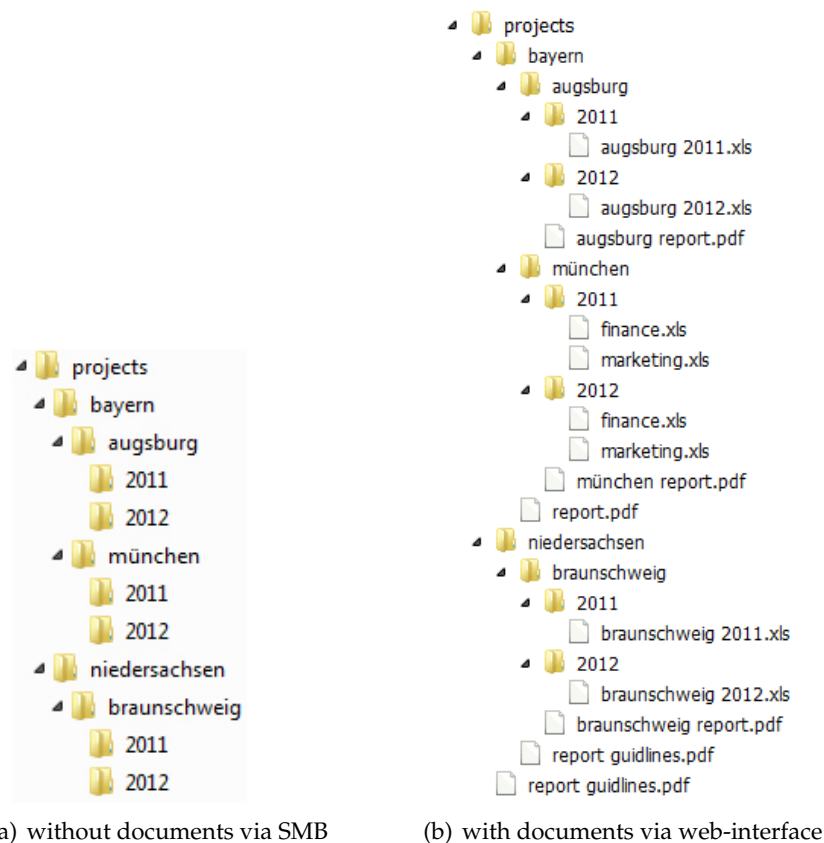 projects
bayern
augsburg
2011
2012
münchen
2011
2012
niedersachsen
braunschweig
2011
2012
a) without documents via SMB
projects
bayern
augsburg
2011
augsburg 2011.xls
2012
augsburg 2012.xls
augsburg report.pdf
münchen
2011
finance.xls
marketing.xls
2012
finance.xls
marketing.xls
münchen report.pdf
report.pdf
niedersachsen
braunschweig
2011
braunschweig 2011.xls
2012
braunschweig 2012.xls
braunschweig report.pdf
report guidlines.pdf
report guidlines.pdf
(b) with documents via web-interface